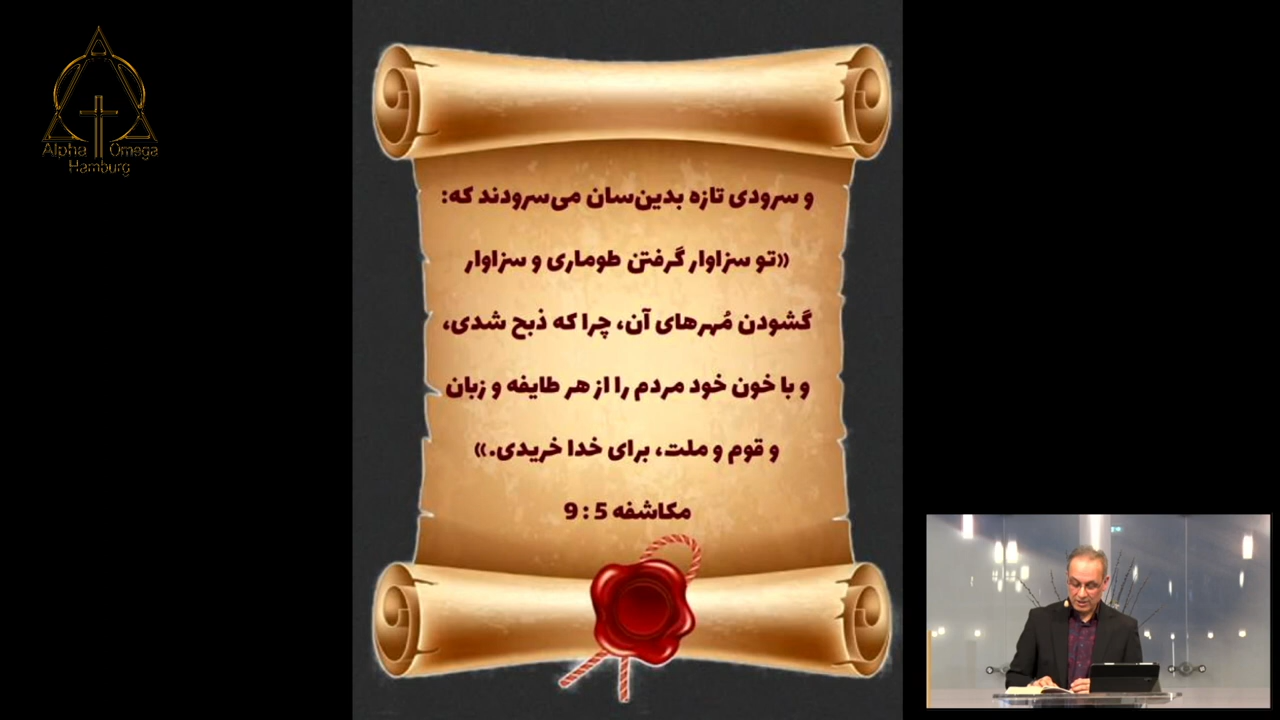 Alpha Omega
Hamburg
و سرودی تازه بدین‌سان می‌سرودند که:
«تو سزاوار گرفتن طوماری و سزاوار
گشودن مُهرهای آن، چرا که ذبح شدی،
و با خون خود مردم را از هر طایفه و زبان
و قوم و ملت، برای خدا خریدی.»
مکاشفه 5 : 9